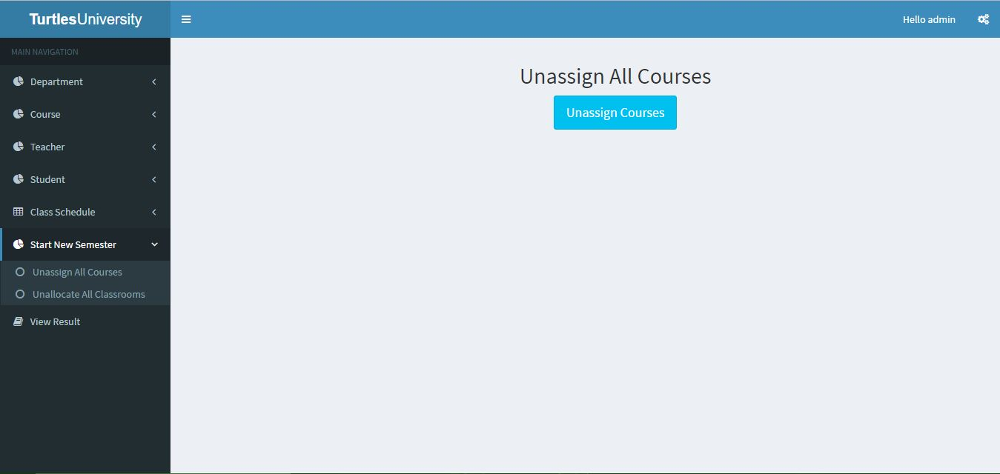 TurtlesUniversity
Hello admin
MAIN NAVIGATION
Department
Course
Teacher
Student
Class Schedule
Start New Semester
Unassign All Courses
Unallocate All Classrooms
View Result
Unassign All Courses
Unassign Courses